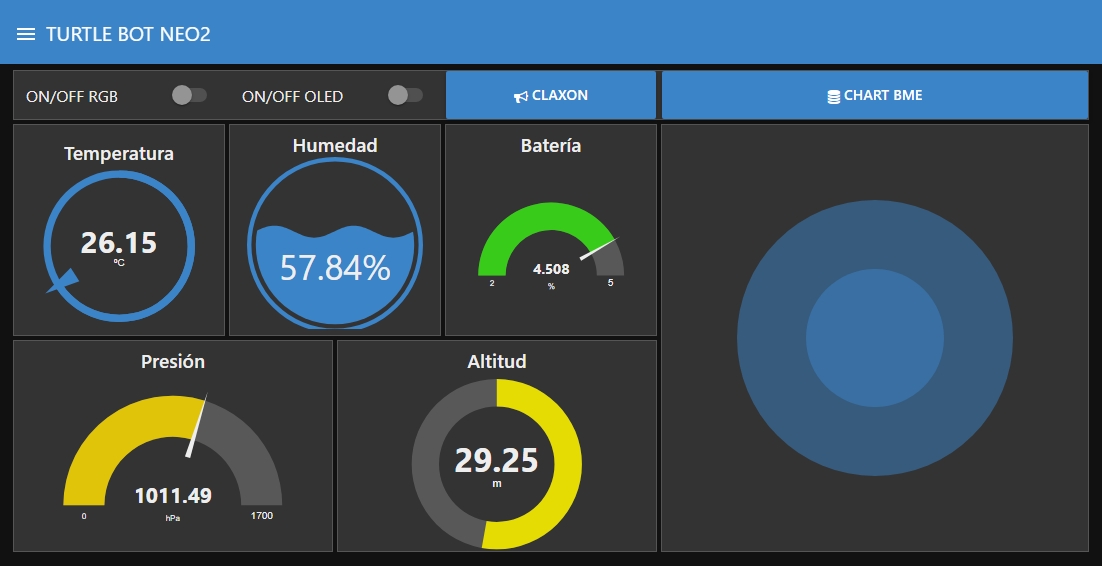 TURTLE BOT NEO2
ON/OFF RGB
ON/OFF OLED
CLAXON
CHART BME
Temperatura
26.15
ºC
Humedad
57.84%
Batería
4.508
%
2
5
Presión
1011.49
hPa
0
1700
Altitud
29.25
m